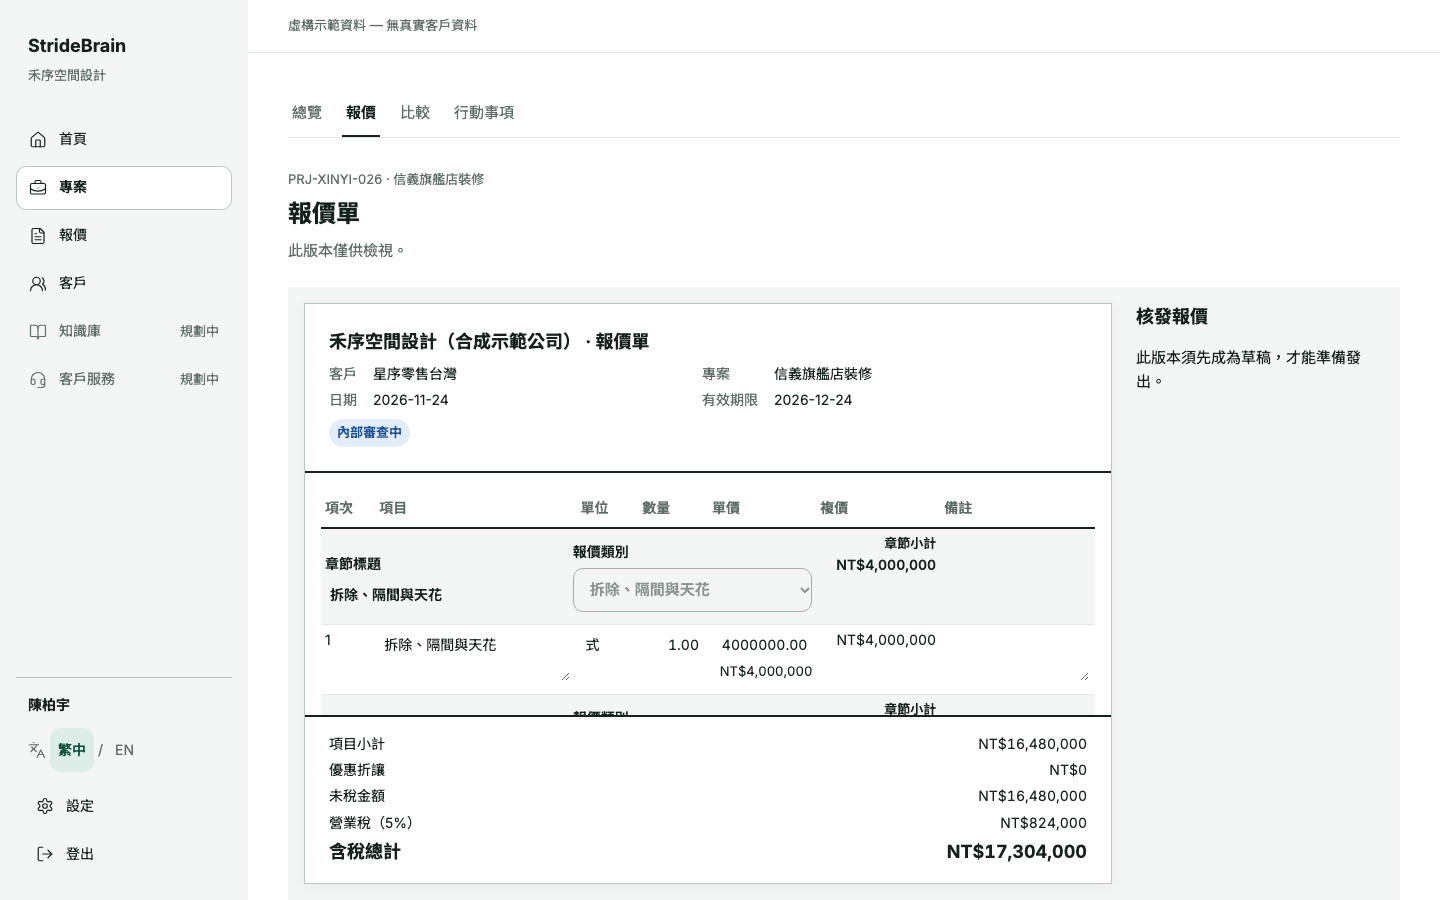 StrideBrain
禾序空間設計
首頁
專案
報價
客戶
知識庫 規劃中
客戶服務 規劃中
陳柏宇
繁中 / EN
設定
登出
虛構示範資料 — 無真實客戶資料
總覽 報價 比較 行動事項
PRJ-XINYI-026 · 信義旗艦店裝修
報價單
此版本僅供檢視。
禾序空間設計（合成示範公司） · 報價單
客戶 星序零售台灣 專案 信義旗艦店裝修
日期 2026-11-24 有效期限 2026-12-24
內部審查中
項次 項目 單位 數量 單價 複價 備註
章節標題 報價類別 章節小計
拆除、隔間與天花 拆除、隔間與天花 NT$4,000,000
1 拆除、隔間與天花 式 1.00 4000000.00 NT$4,000,000
NT$4,000,000
報價類別 章節小計
項目小計 NT$16,480,000
優惠折讓 NT$0
未稅金額 NT$16,480,000
營業稅（5%） NT$824,000
含稅總計 NT$17,304,000
核發報價
此版本須先成為草稿，才能準備發
出。